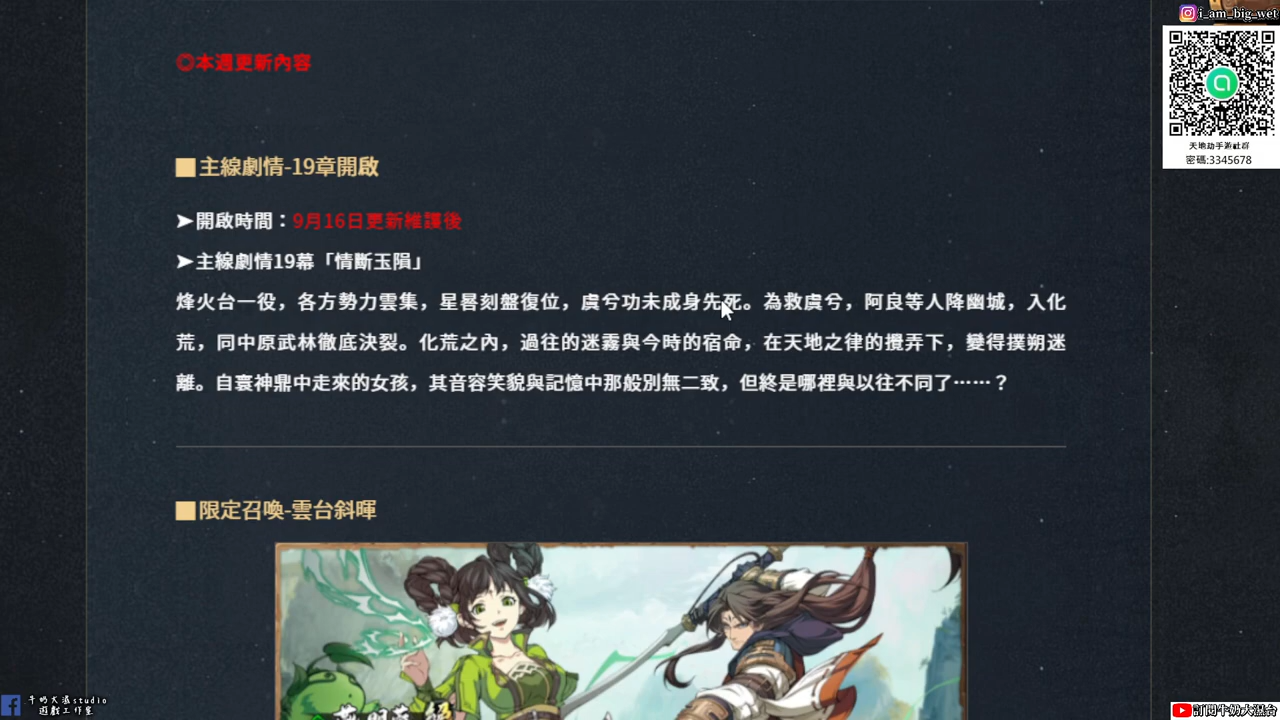 i_am_big_wet
◎本週更新內容
天地劫手遊社群
密碼:3345678
■主線劇情-19章開啟
➤開啟時間：9月16日更新維護後
➤主線劇情19幕「情斷玉隕」
烽火台一役，各方勢力雲集，星晷刻盤復位，虞兮功未成身先死。為救虞兮，阿良等人降幽城，入化
荒，同中原武林徹底決裂。化荒之內，過往的迷霧與今時的宿命，在天地之律的攪弄下，變得撲朔迷
離。自寰神鼎中走來的女孩，其音容笑貌與記憶中那般別無二致，但終是哪裡與以往不同了……？
■限定召喚-雲台斜暉
牛奶大濕studio
遊戲工作室
訂閱牛奶大濕台